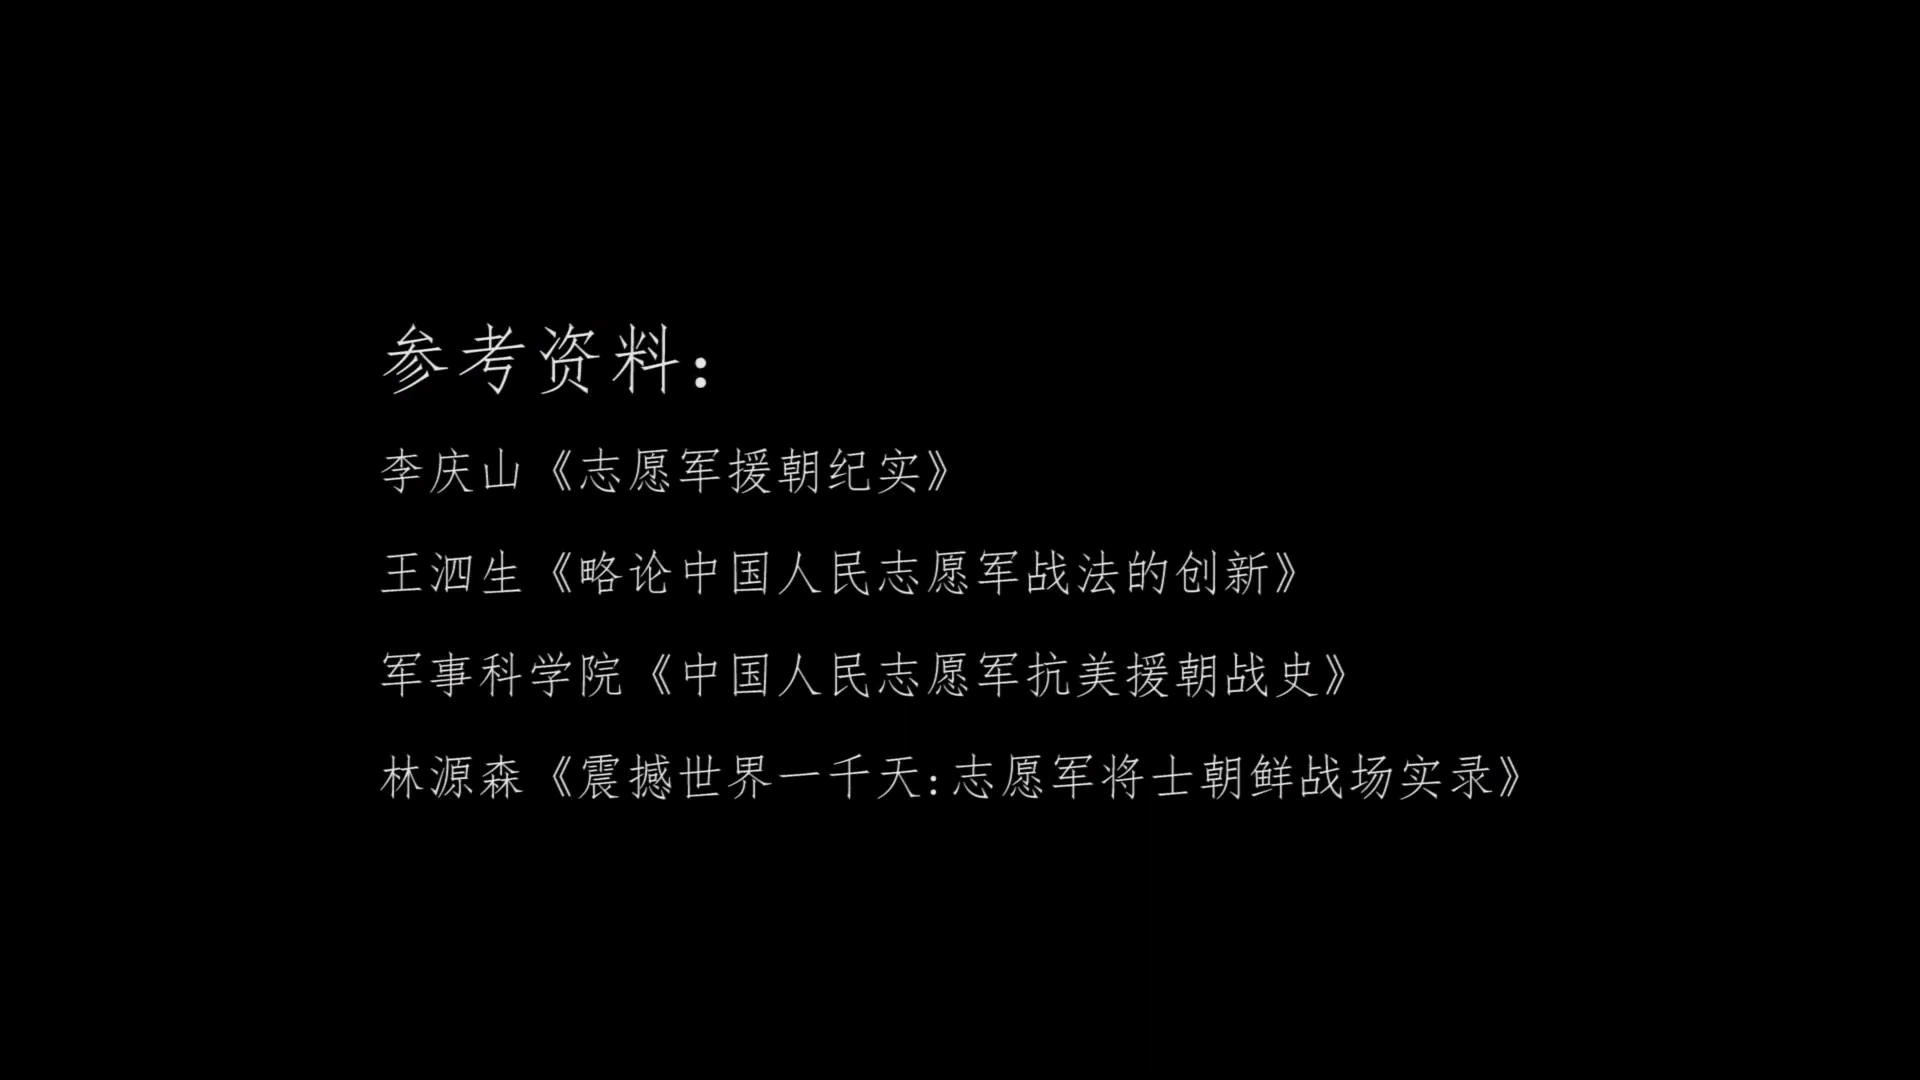 参考资料：
李庆山《志愿军援朝纪实》
王泗生《略论中国人民志愿军战法的创新》
军事科学院《中国人民志愿军抗美援朝战史》
林源森《震撼世界一千天:志愿军将士朝鲜战场实录》